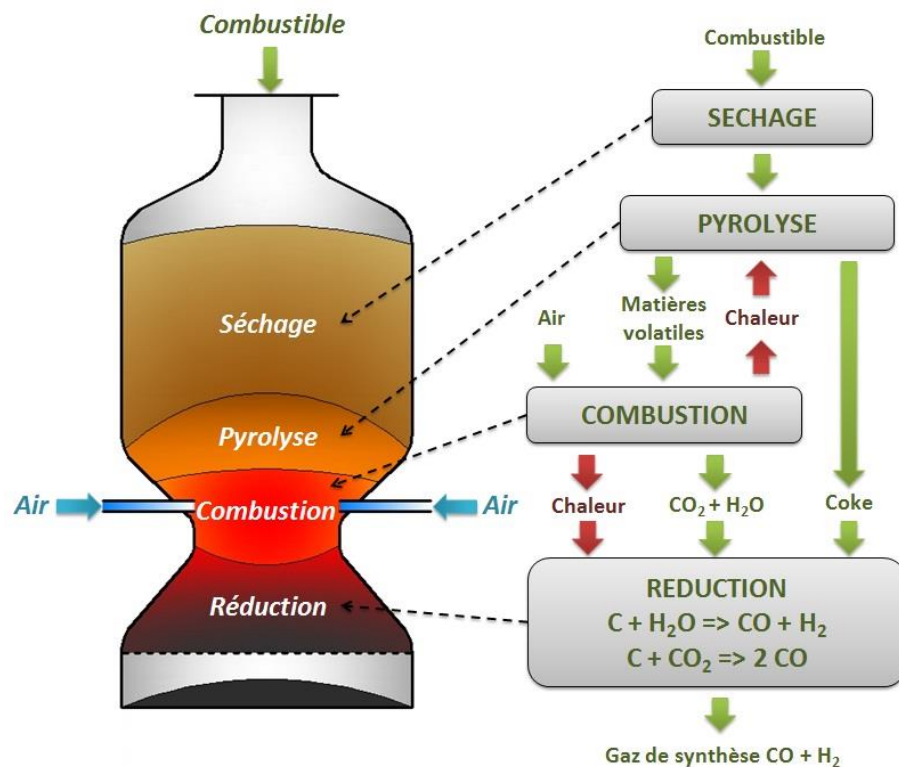 Combustible
Séchage
Pyrolyse
Air
Combustion
Air
Réduction
Combustible
SECHAGE
PYROLYSE
Air
Matières
volatiles
Chaleur
COMBUSTION
Chaleur
CO₂ + H₂O
Coke
REDUCTION
C + H₂O => CO + H₂
C + CO₂ => 2 CO
Gaz de synthèse CO + H₂